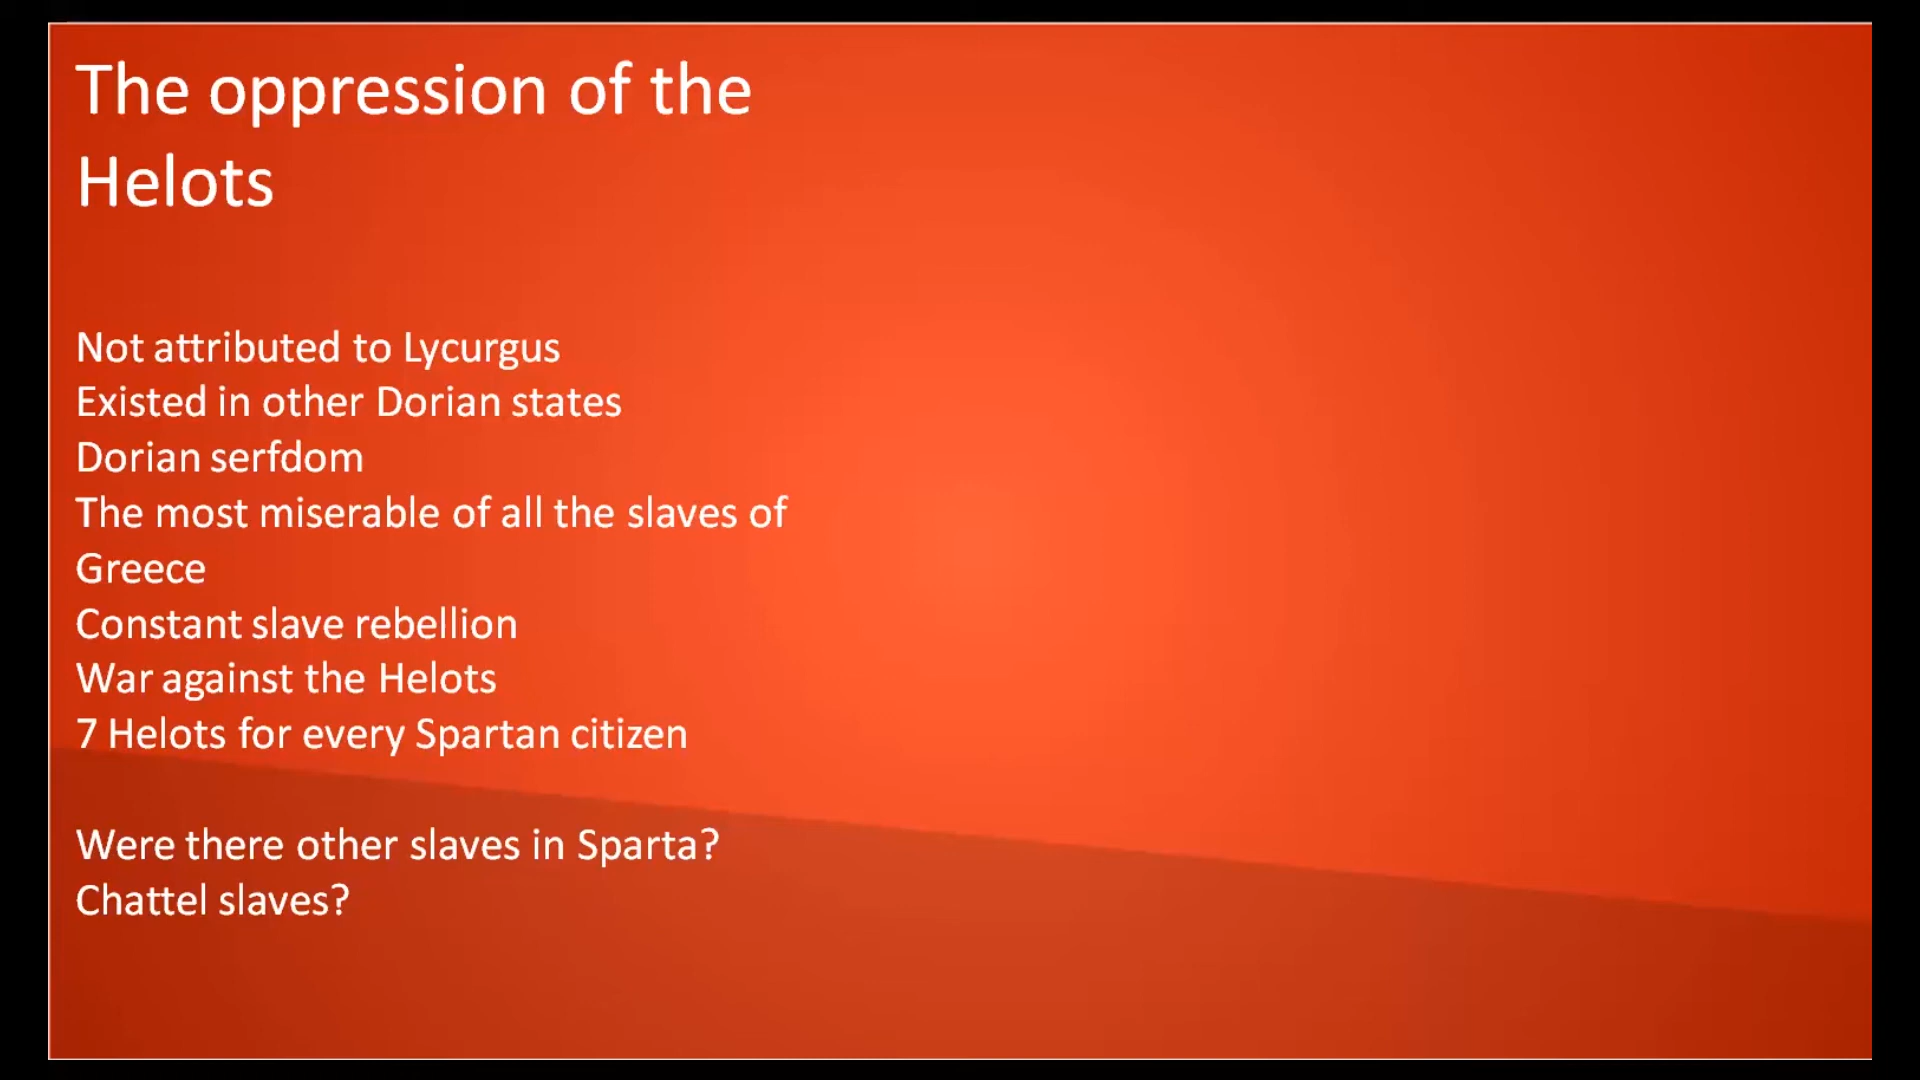 The oppression of the
Helots
Not attributed to Lycurgus
Existed in other Dorian states
Dorian serfdom
The most miserable of all the slaves of
Greece
Constant slave rebellion
War against the Helots
7 Helots for every Spartan citizen
Were there other slaves in Sparta?
Chattel slaves?